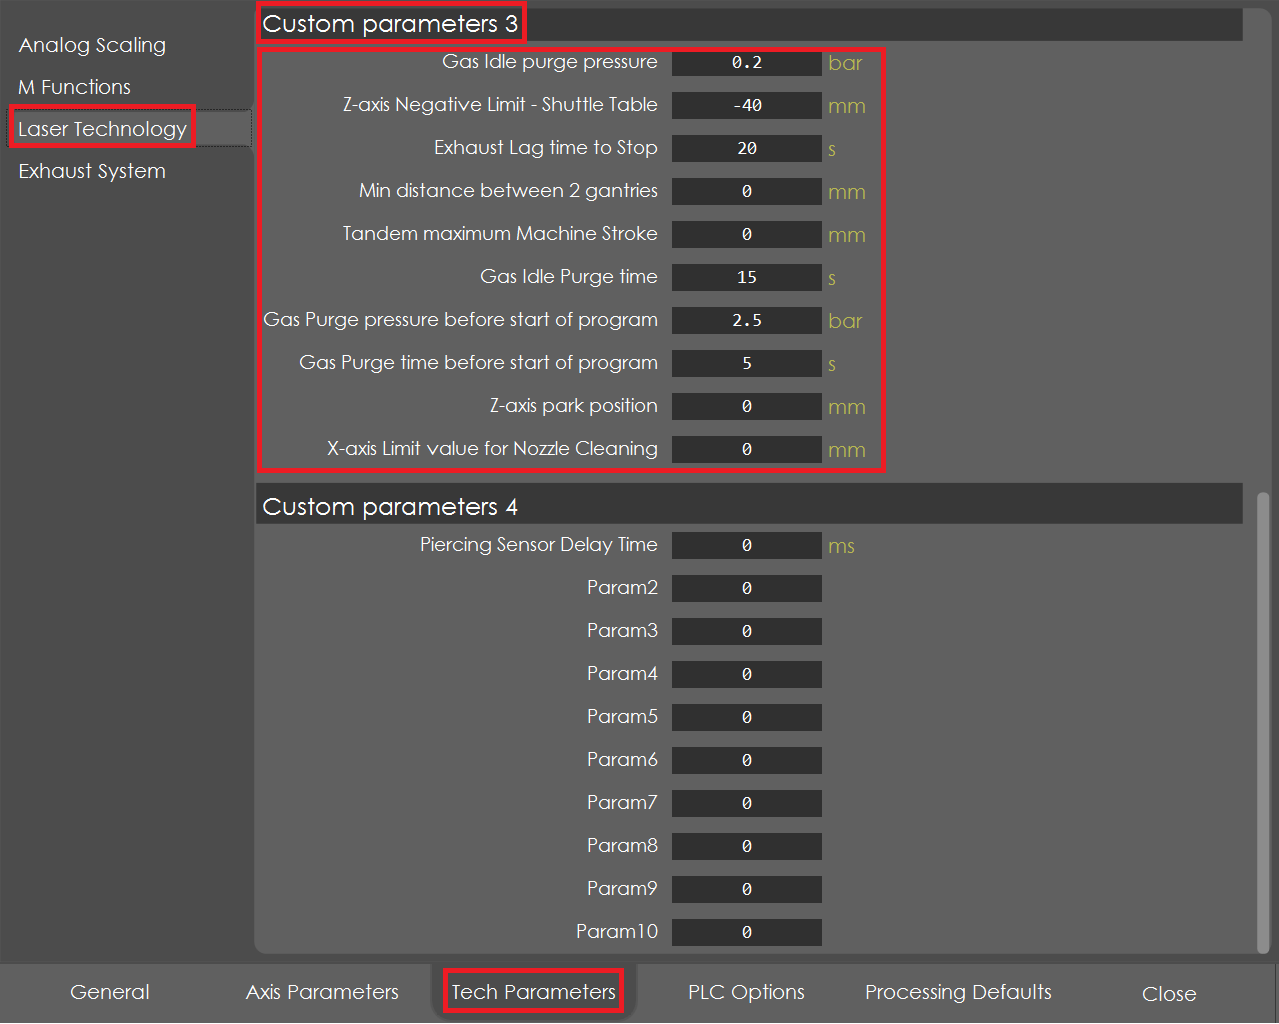 Analog Scaling
M Functions
Laser Technology
Exhaust System
Custom parameters 3
Gas Idle purge pressure 0.2 bar
Z-axis Negative Limit - Shuttle Table -40 mm
Exhaust Lag time to Stop 20 s
Min distance between 2 gantries 0 mm
Tandem maximum Machine Stroke 0 mm
Gas Idle Purge time 15 s
Gas Purge pressure before start of program 2.5 bar
Gas Purge time before start of program 5 s
Z-axis park position 0 mm
X-axis Limit value for Nozzle Cleaning 0 mm
Custom parameters 4
Piercing Sensor Delay Time 0 ms
Param2 0
Param3 0
Param4 0
Param5 0
Param6 0
Param7 0
Param8 0
Param9 0
Param10 0
General Axis Parameters Tech Parameters PLC Options Processing Defaults Close